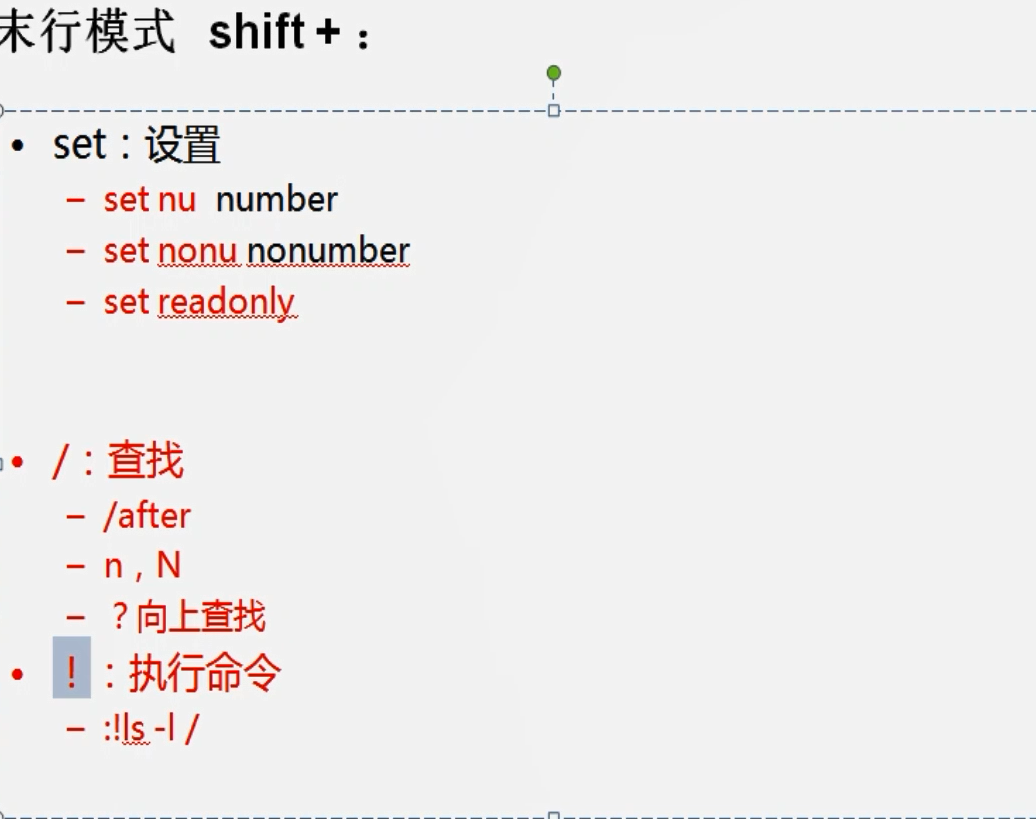 末行模式 shift + ：
• set：设置
– set nu number
– set nonu nonumber
– set readonly
• /：查找
– /after
– n，N
– ？向上查找
• ！：执行命令
– :!ls -l /